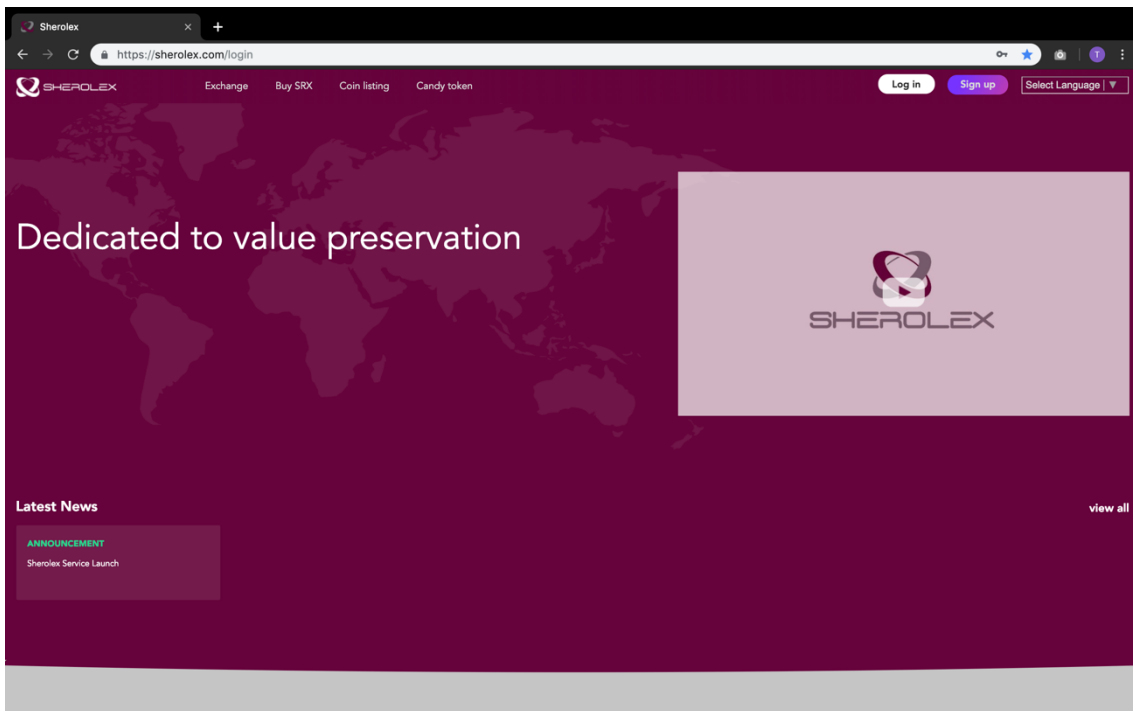 Sherolex
https://sherolex.com/login
T
SHEROLEX
Exchange Buy SRX Coin listing Candy token
Log in Sign up Select Language | ▼
Dedicated to value preservation
SHEROLEX
Latest News
view all
ANNOUNCEMENT
Sherolex Service Launch